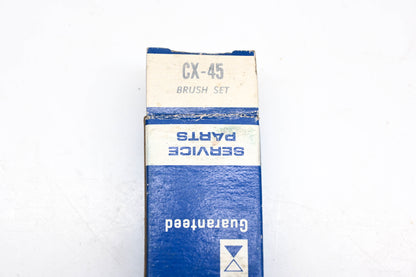 CX-45
BRUSH SET
SERVICE
PARTS
Guaranteed